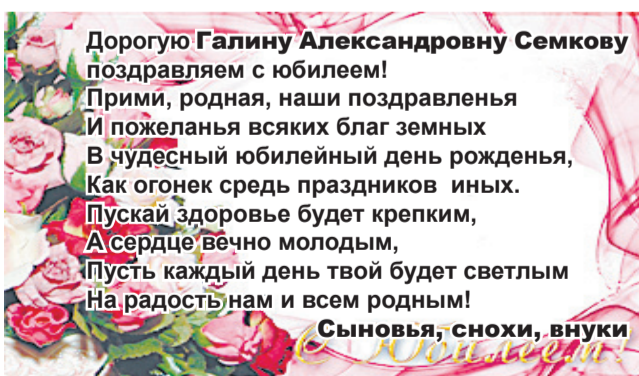 Дорогую Галину Александровну Семкову
поздравляем с юбилеем!
Прими, родная, наши поздравленья
И пожеланья всяких благ земных
В чудесный юбилейный день рожденья,
Как огонек средь праздников иных.
Пускай здоровье будет крепким,
А сердце вечно молодым,
Пусть каждый день твой будет светлым
На радость нам и всем родным!
Сыновья, снохи, внуки
С Юбилеем!